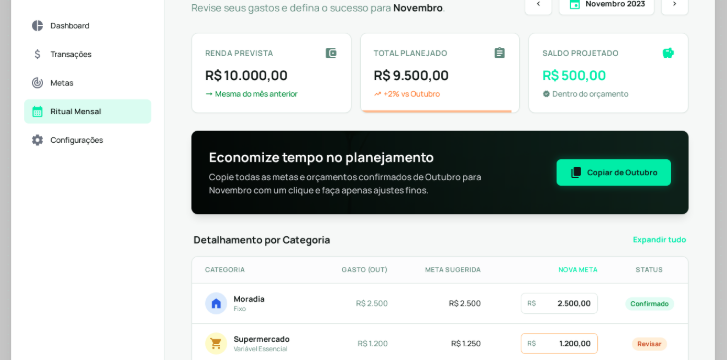 Revise seus gastos e defina o sucesso para Novembro.
Novembro 2023
Dashboard
Transações
Metas
Ritual Mensal
Configurações
RENDA PREVISTA
R$ 10.000,00
Mesma do mês anterior
TOTAL PLANEJADO
R$ 9.500,00
+2% vs Outubro
SALDO PROJETADO
R$ 500,00
Dentro do orçamento
Economize tempo no planejamento
Copie todas as metas e orçamentos confirmados de Outubro para
Novembro com um clique e faça apenas ajustes finos.
Copiar de Outubro
Detalhamento por Categoria
Expandir tudo
CATEGORIA GASTO (OUT) META SUGERIDA NOVA META STATUS
Moradia
Fixo
R$ 2.500 R$ 2.500 R$ 2.500,00 Confirmado
Supermercado
Variável Essencial
R$ 1.200 R$ 1.250 R$ 1.200,00 Revisar